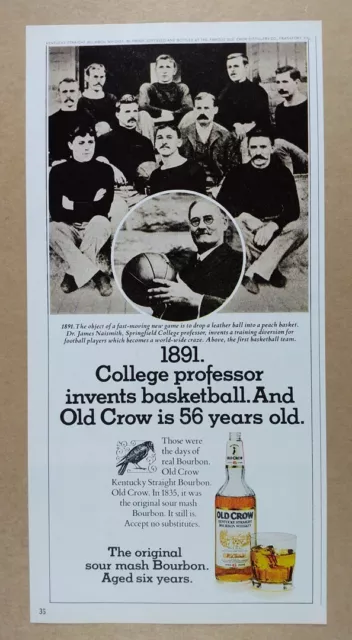 1891. The object of a fast-moving new game is to drop a leather ball into a peach basket.
Dr. James Naismith, Springfield College professor, invents a training diversion for
football players which becomes a world-wide craze. Above, the first basketball team.
1891.
College professor
invents basketball. And
Old Crow is 56 years old.
Those were
the days of
real Bourbon.
Old Crow
Kentucky Straight Bourbon.
Old Crow. In 1835, it was
the original sour mash
Bourbon. It still is.
Accept no substitutes.
The original
sour mash Bourbon.
Aged six years.
OLD CROW
35